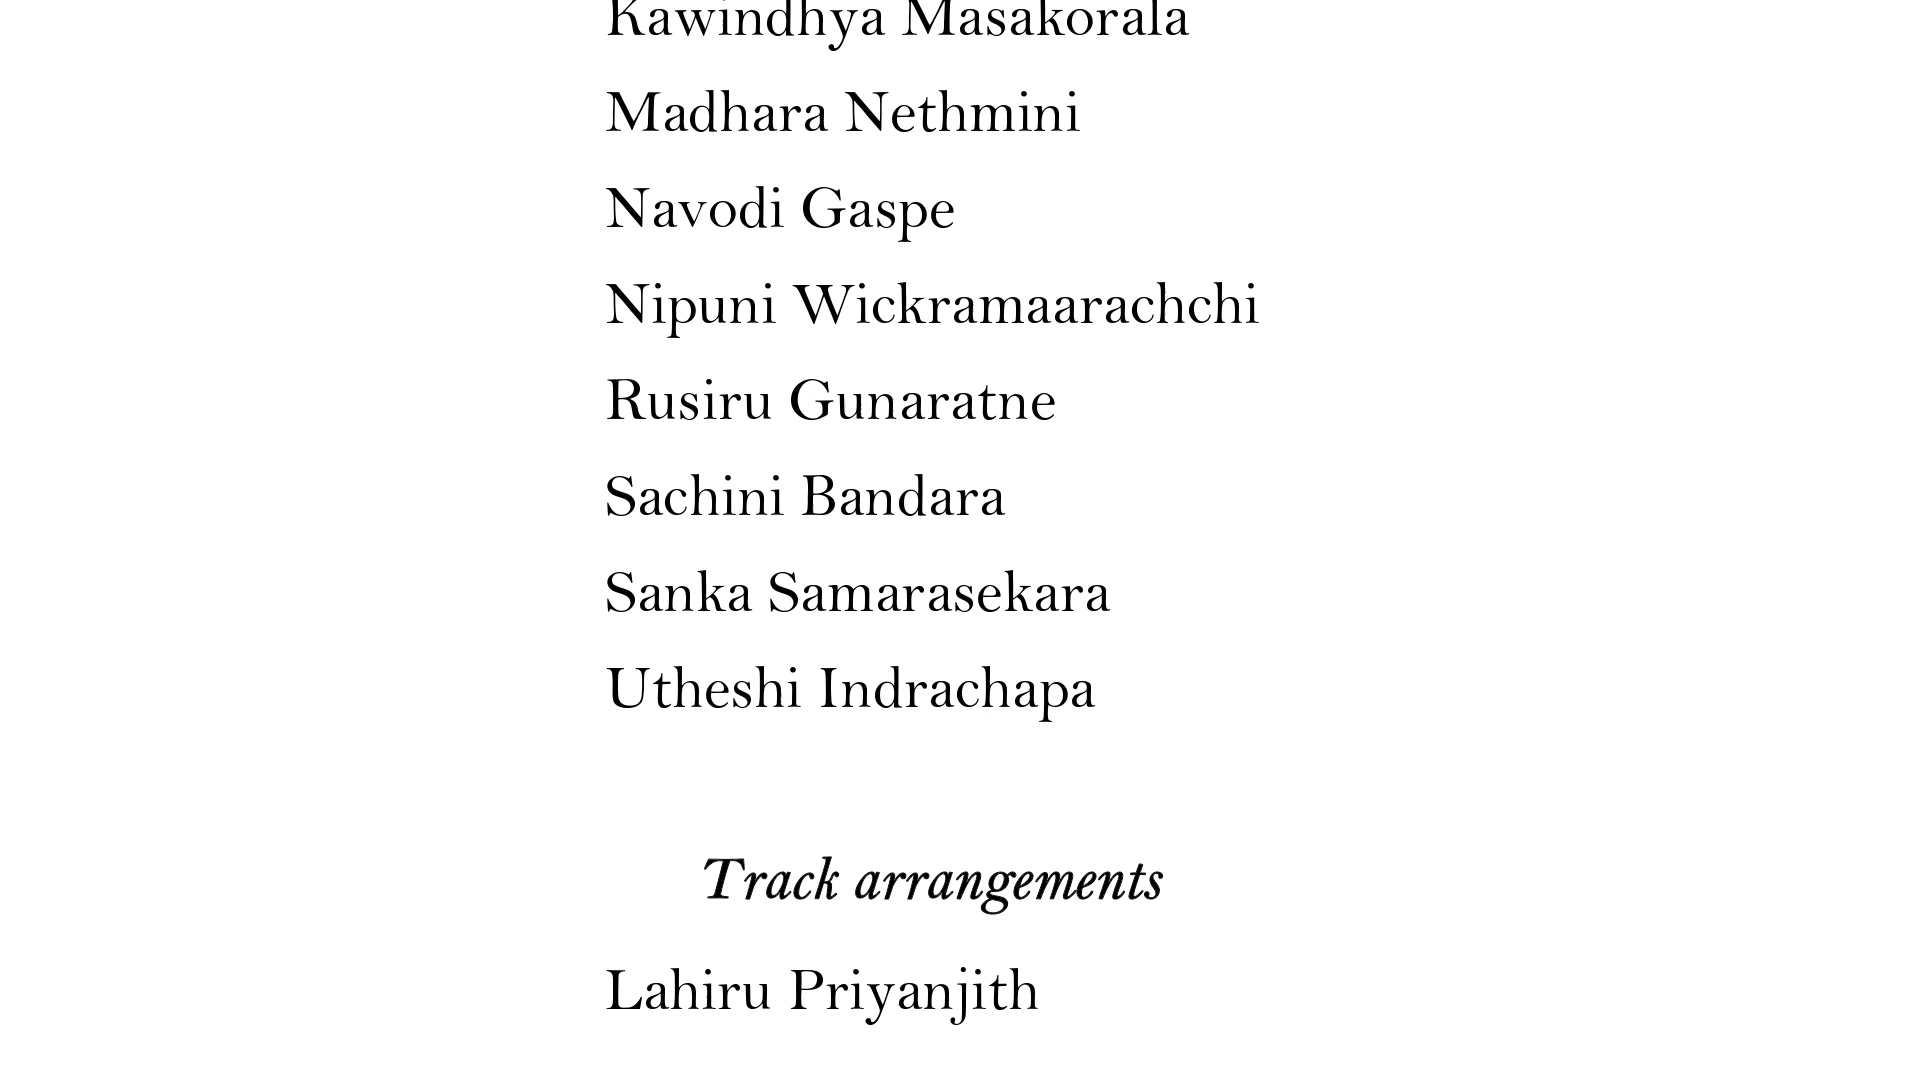 Kawindhya Masakorala
Madhara Nethmini
Navodi Gaspe
Nipuni Wickramaarachchi
Rusiru Gunaratne
Sachini Bandara
Sanka Samarasekara
Utheshi Indrachapa
Track arrangements
Lahiru Priyanjith